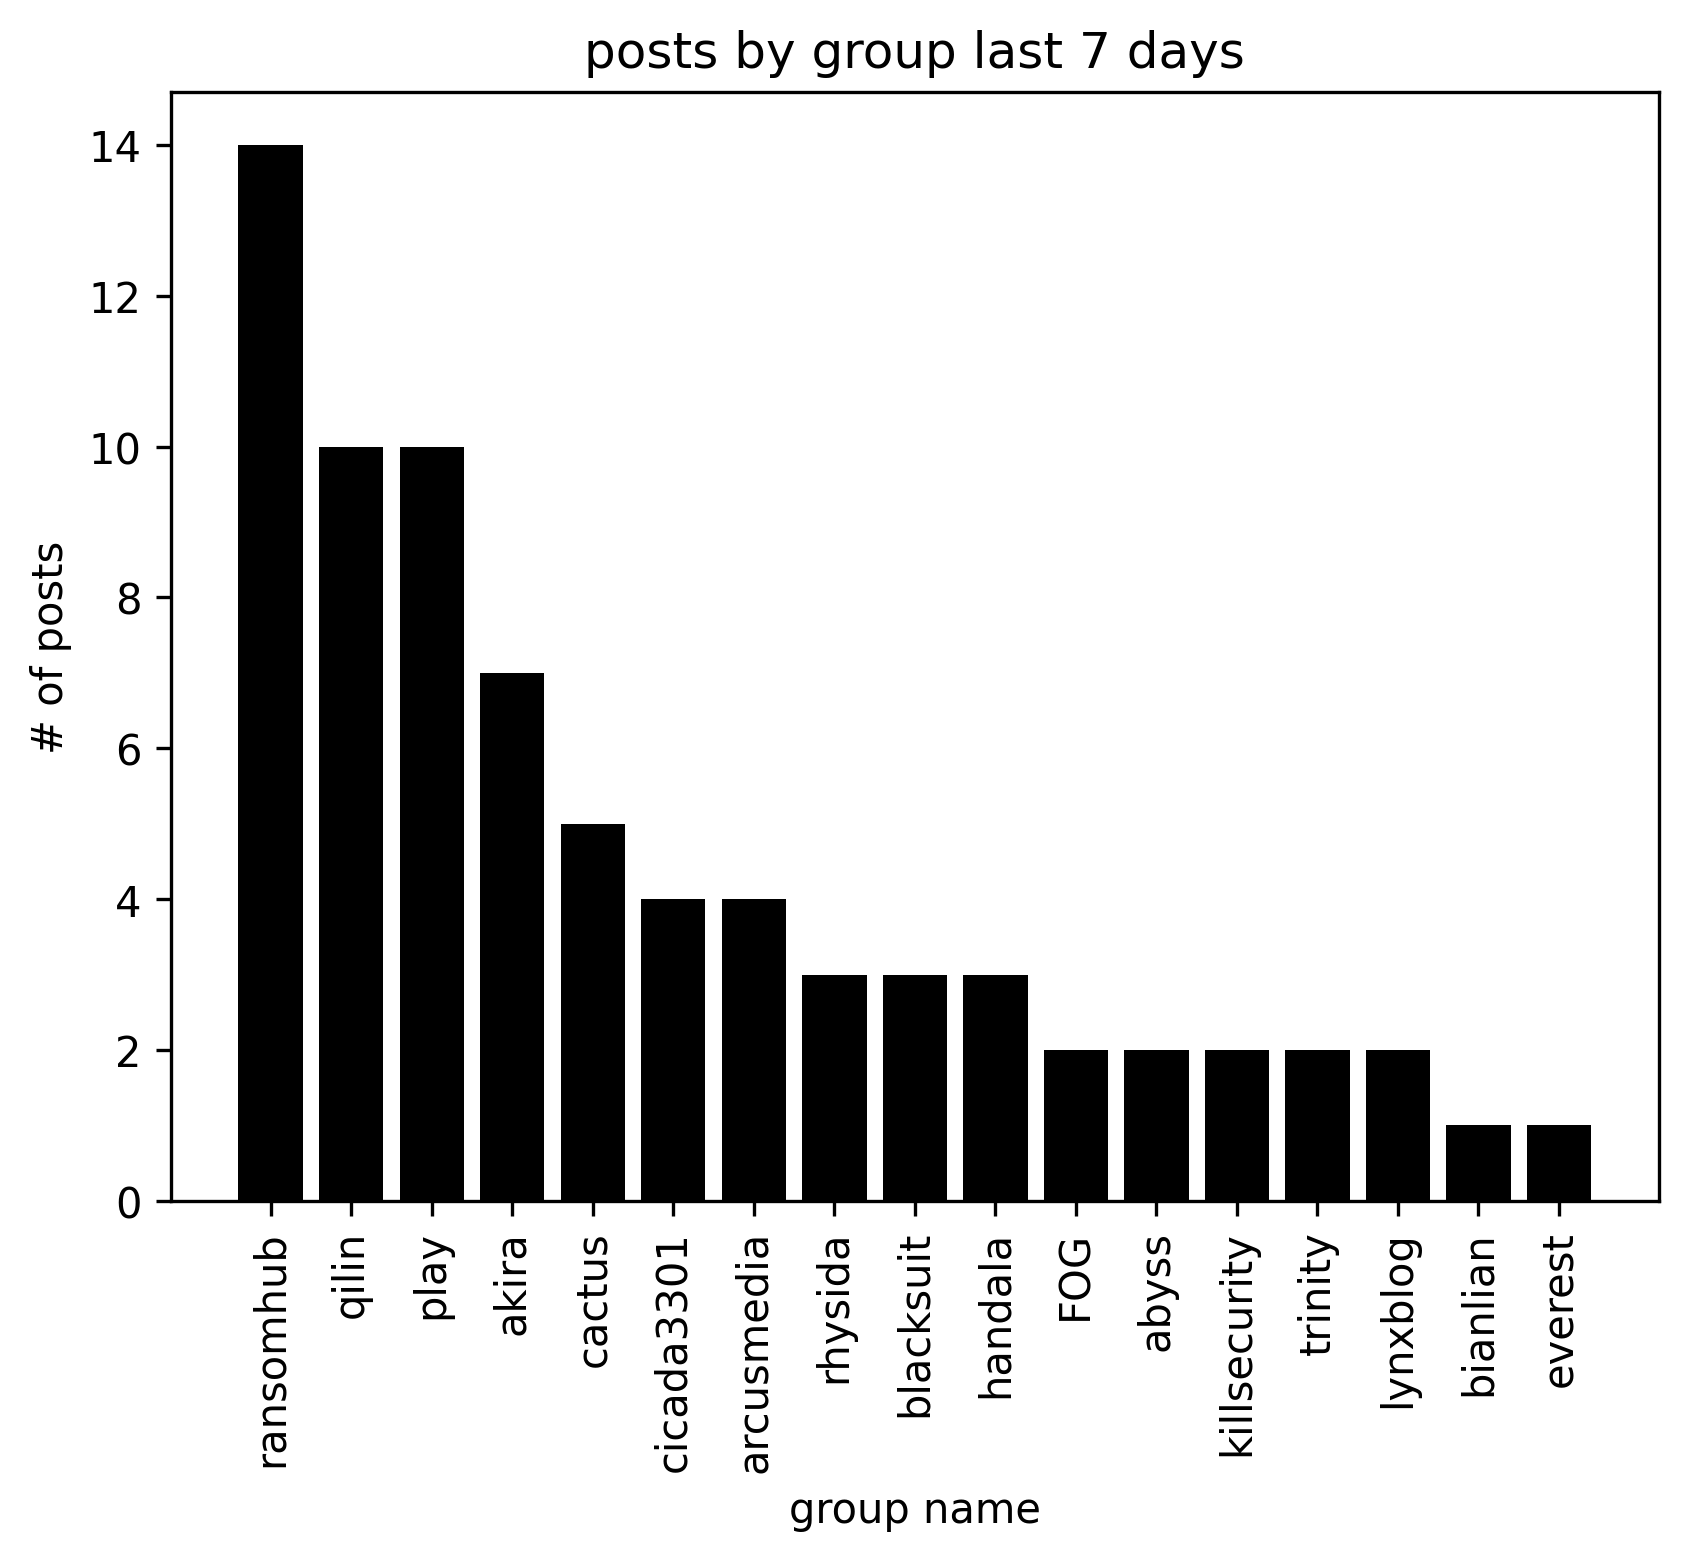 posts by group last 7 days
# of posts
14
12
10
8
6
4
2
0
ransomhub
qilin
play
akira
cactus
cicada3301
arcusmedia
rhysida
blacksuit
handala
FOG
abyss
killsecurity
trinity
lynxblog
bianlian
everest
group name